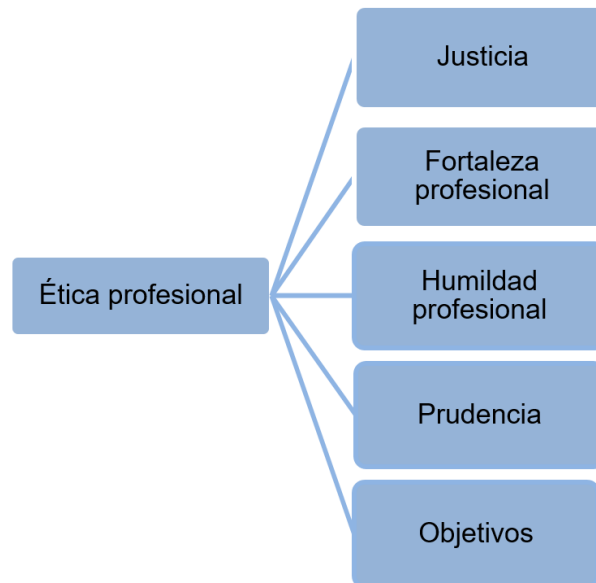 Justicia
Fortaleza
profesional
Ética profesional
Humildad
profesional
Prudencia
Objetivos